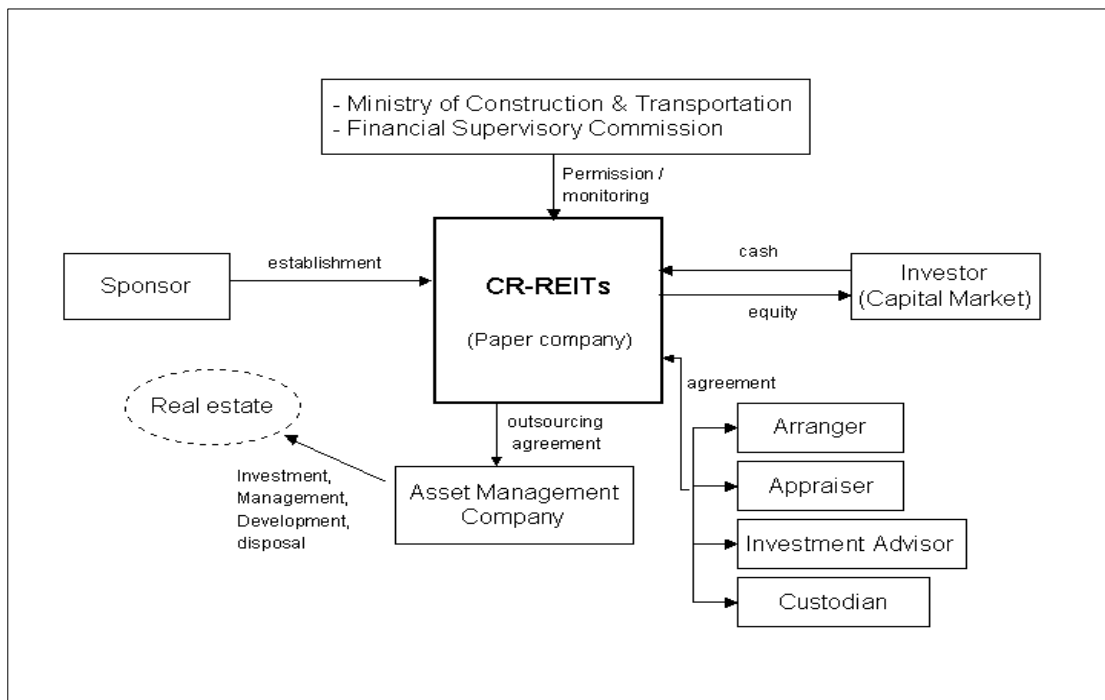 - Ministry of Construction & Transportation
- Financial Supervisory Commission
Permission /
monitoring
Sponsor
establishment
CR-REITs
(Paper company)
cash
equity
Investor
(Capital Market)
agreement
Real estate
outsourcing
agreement
Investment,
Management,
Development,
disposal
Asset Management
Company
Arranger
Appraiser
Investment Advisor
Custodian